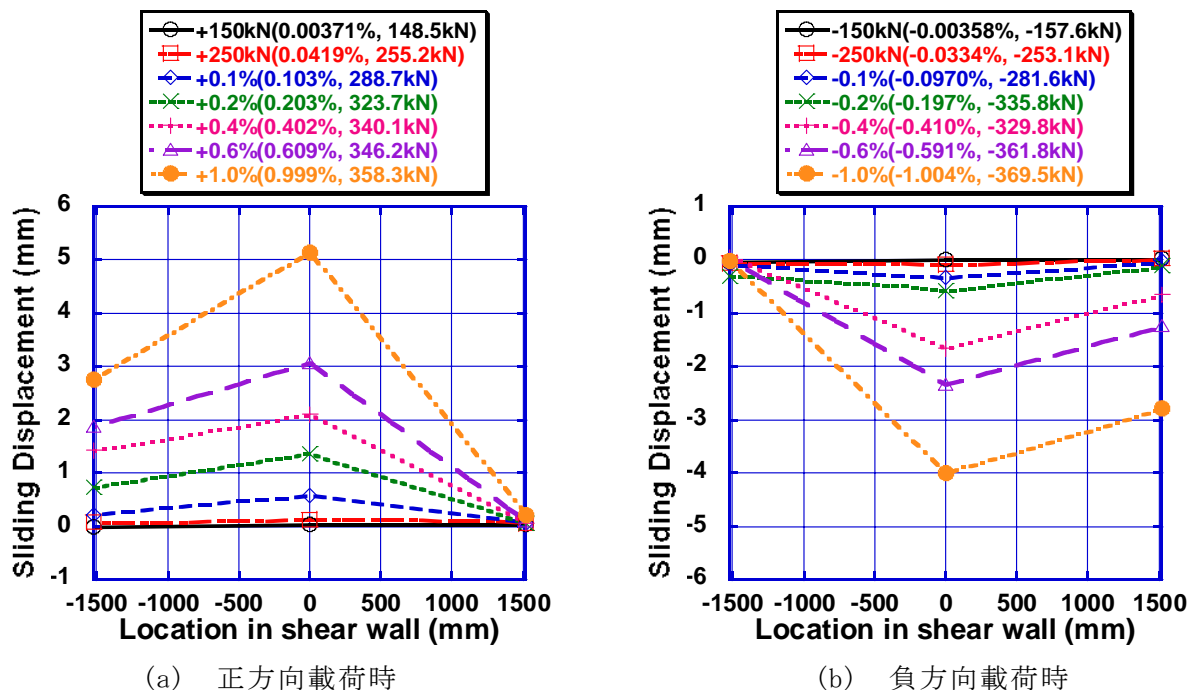 +150kN(0.00371%, 148.5kN)
+250kN(0.0419%, 255.2kN)
+0.1%(0.103%, 288.7kN)
+0.2%(0.203%, 323.7kN)
+0.4%(0.402%, 340.1kN)
+0.6%(0.609%, 346.2kN)
+1.0%(0.999%, 358.3kN)
Sliding Displacement (mm)
6
5
4
3
2
1
0
-1
-1500 -1000 -500 0 500 1000 1500
Location in shear wall (mm)
(a) 正方向載荷時
-150kN(-0.00358%, -157.6kN)
-250kN(-0.0334%, -253.1kN)
-0.1%(-0.0970%, -281.6kN)
-0.2%(-0.197%, -335.8kN)
-0.4%(-0.410%, -329.8kN)
-0.6%(-0.591%, -361.8kN)
-1.0%(-1.004%, -369.5kN)
Sliding Displacement (mm)
1
0
-1
-2
-3
-4
-5
-6
-1500 -1000 -500 0 500 1000 1500
Location in shear wall (mm)
(b) 負方向載荷時